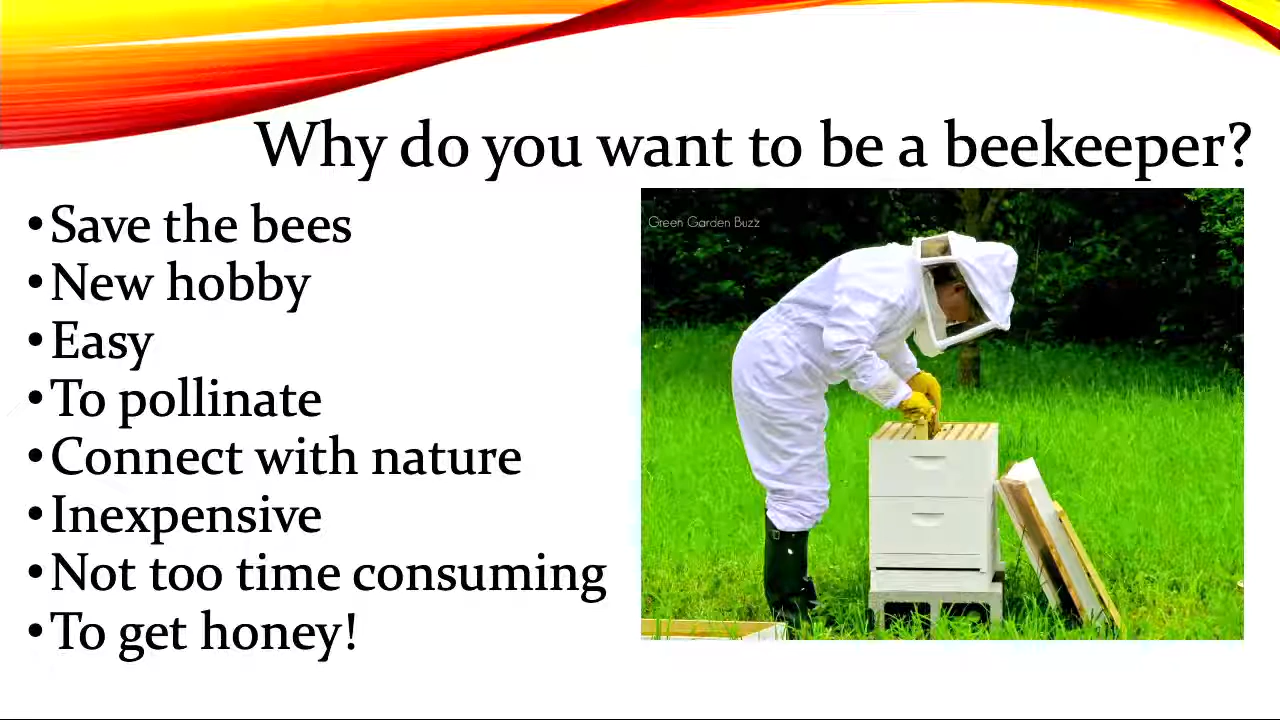 Why do you want to be a beekeeper?
•Save the bees
•New hobby
•Easy
•To pollinate
•Connect with nature
•Inexpensive
•Not too time consuming
•To get honey!
Green Garden Buzz